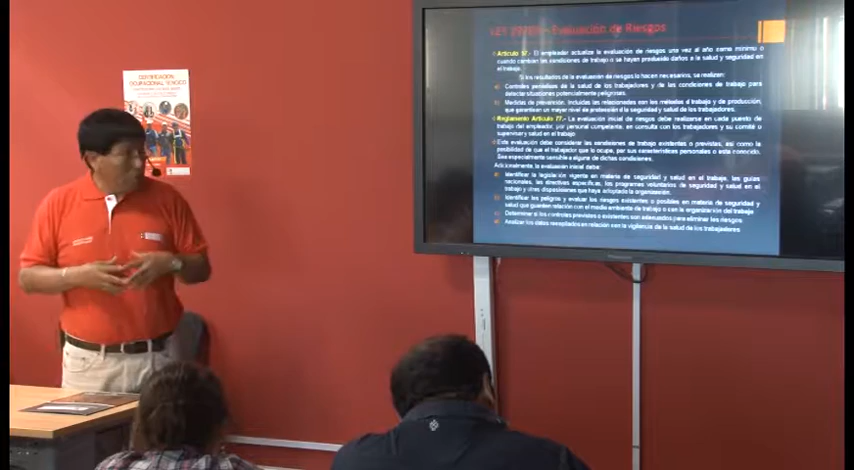 CERTIFICACIÓN
OCUPACIONAL TÉCNICO
LEY 29783 – Evaluación de Riesgos
Artículo 57.- El empleador actualiza la evaluación de riesgos una vez al año como mínimo o
cuando cambien las condiciones de trabajo o se hayan producido daños a la salud y seguridad en
el trabajo.
Si los resultados de la evaluación de riesgos lo hacen necesarios, se realizan:
Controles periódicos de la salud de los trabajadores y de las condiciones de trabajo para
detectar situaciones potencialmente peligrosas.
Medidas de prevención, incluidas las relacionadas con los métodos de trabajo y de producción,
que garanticen un mayor nivel de protección a la seguridad y salud de los trabajadores.
Reglamento Artículo 77.- La evaluación inicial de riesgos debe realizarse en cada puesto de
trabajo del empleador, por personal competente, en consulta con los trabajadores y su comité o
supervisor y salud en el trabajo.
Este evaluación debe considerar las condiciones de trabajo existentes o previstas, así como la
posibilidad de que el trabajador que lo ocupe, por sus características personales o estado conocido,
Sea especialmente sensible a alguna de dichas condiciones.
Adicionalmente, la evaluación inicial debe:
Identificar la legislación vigente en materia de seguridad y salud en el trabajo, las guías
nacionales, las directivas específicas, los programas voluntarios de seguridad y salud en el
trabajo y otras disposiciones que haya adoptado la organización.
Identificar los peligros y evaluar los riesgos existentes o posibles en materia de seguridad y
salud que guarden relación con el medio ambiente de trabajo o con la organización del trabajo
Determinar si los controles previstos o existentes son adecuados para eliminar los riesgos
Analizar los datos recopilados en relación con la vigilancia de la salud de los trabajadores